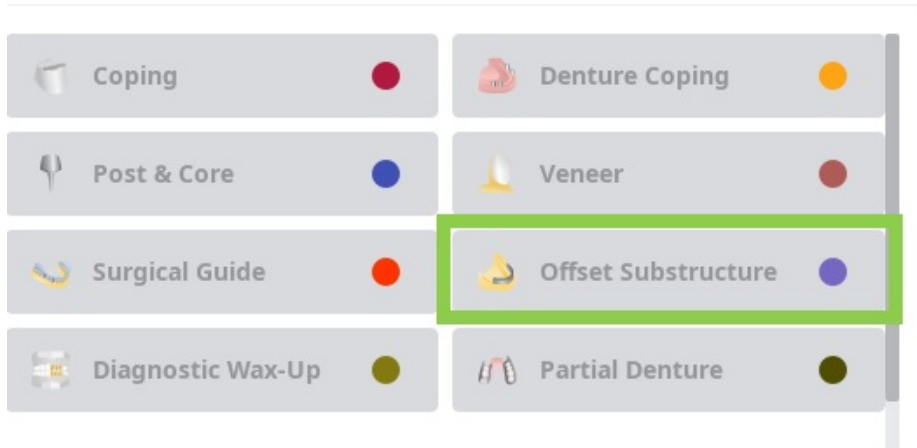 Coping
Denture Coping
Post & Core
Veneer
Surgical Guide
Offset Substructure
Diagnostic Wax-Up
Partial Denture